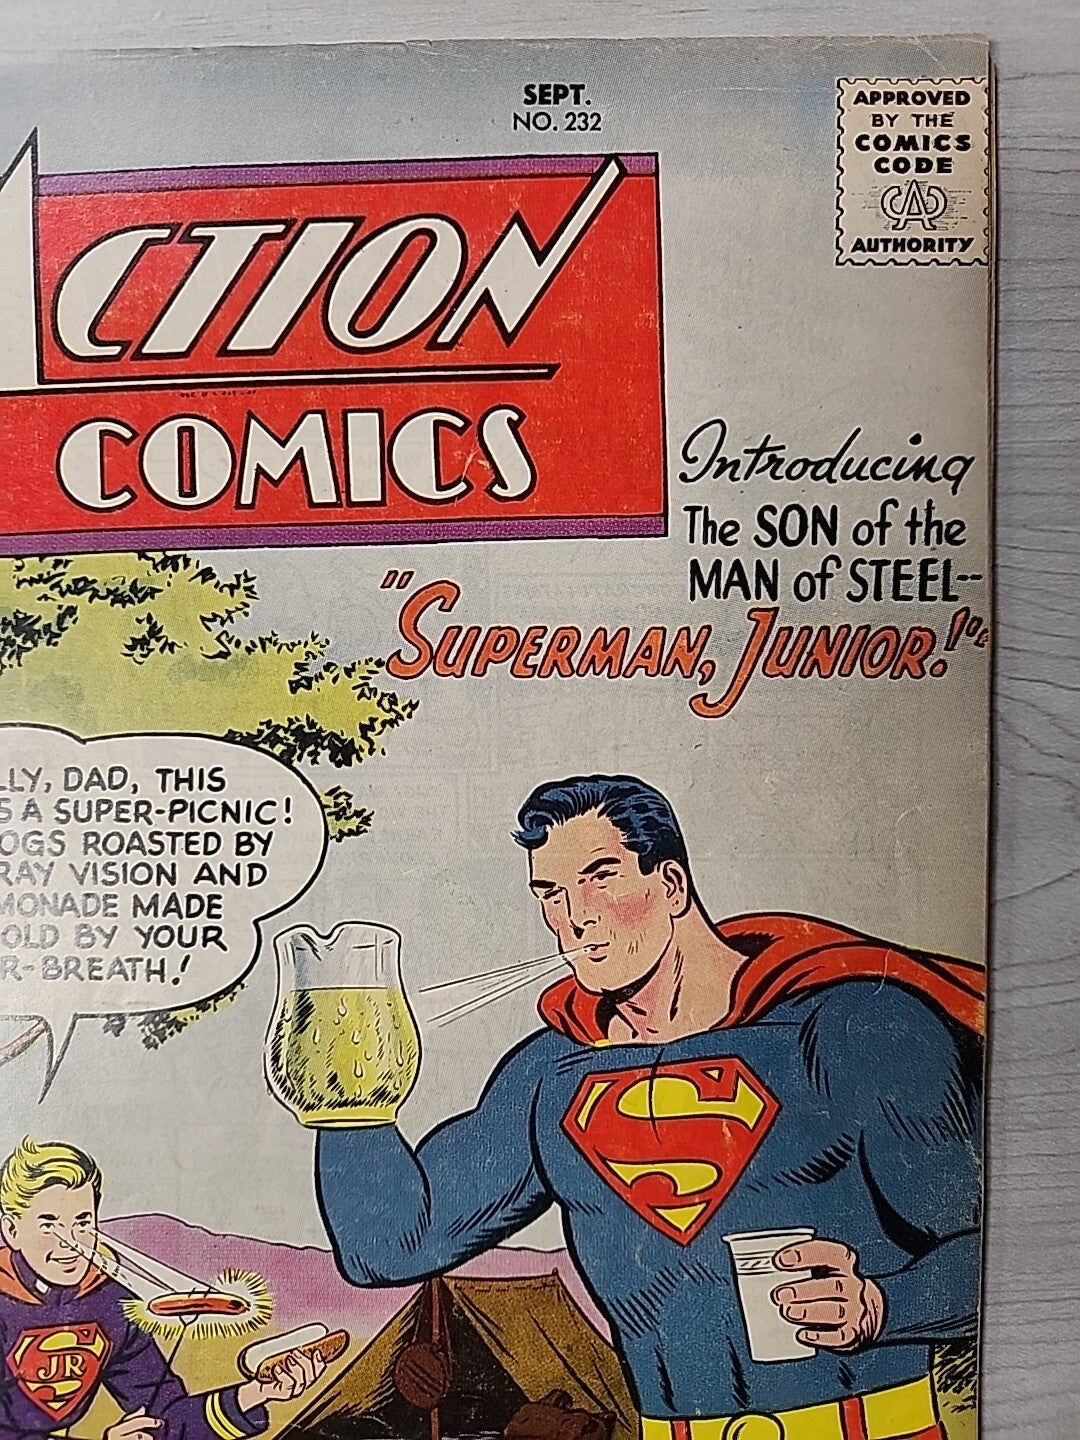 SEPT.
NO. 232
APPROVED
BY THE
COMICS
CODE
CA
AUTHORITY
ACTION
COMICS
Introducing
The SON of the
MAN of STEEL--
"SUPERMAN, JUNIOR!"
LLY, DAD, THIS
S A SUPER-PICNIC!
OGS ROASTED BY
RAY VISION AND
MONADE MADE
OLD BY YOUR
R-BREATH!
S
S
JR